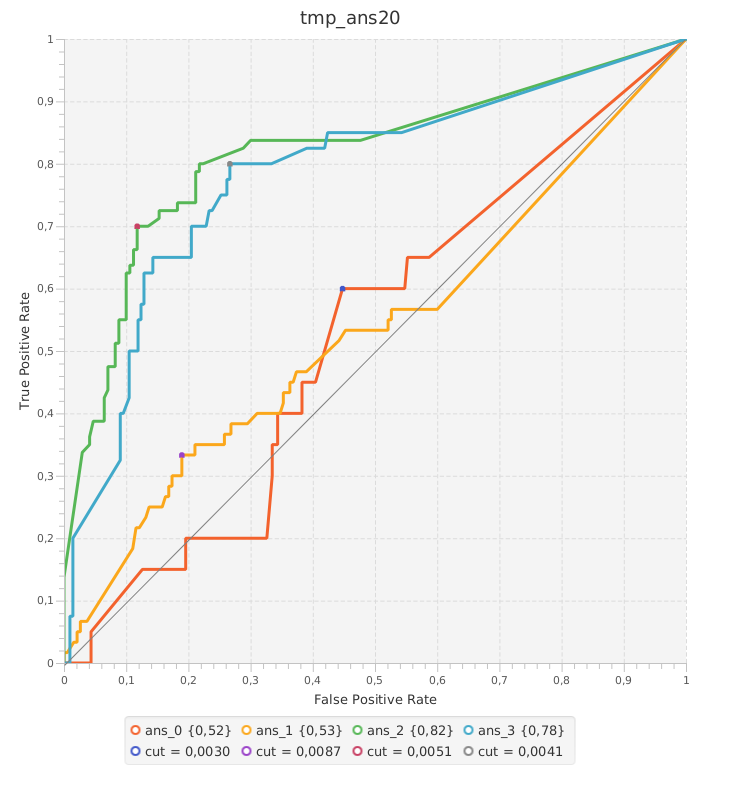 tmp_ans20
1
0,9
0,8
0,7
0,6
0,5
0,4
0,3
0,2
0,1
0
True Positive Rate
0 0,1 0,2 0,3 0,4 0,5 0,6 0,7 0,8 0,9 1
False Positive Rate
ans_0 {0,52} ans_1 {0,53} ans_2 {0,82} ans_3 {0,78}
cut = 0,0030 cut = 0,0087 cut = 0,0051 cut = 0,0041